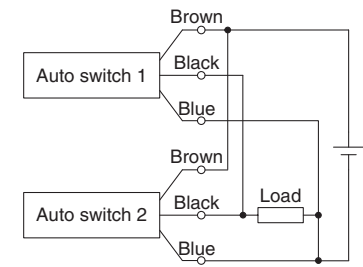 Brown
Auto switch 1
Black
Blue
Brown
Auto switch 2
Black
Load
Blue